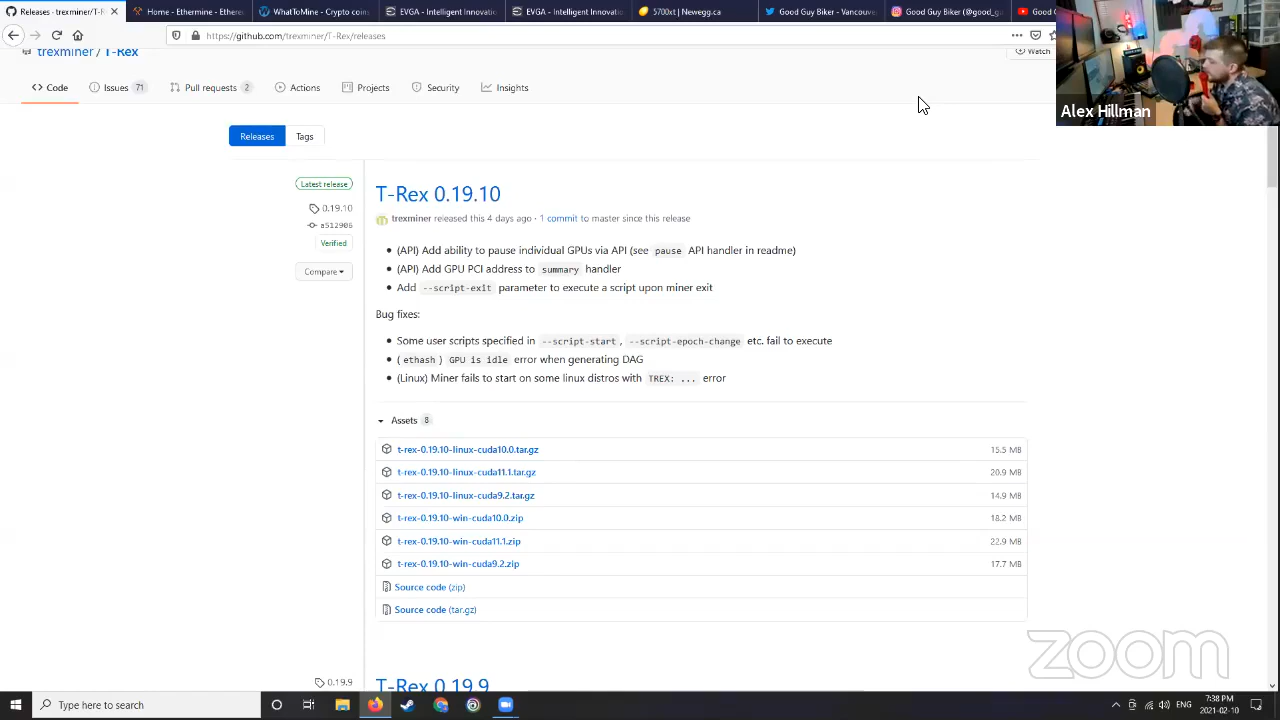 Releases · trexminer/T-R
Home - Ethermine - Ethere
WhatToMine - Crypto coin
EVGA - Intelligent Innovati
EVGA - Intelligent Innovati
5700xt | Newegg.ca
Good Guy Biker - Vancouv
Good Guy Biker (@good_g
Good Guy Bi
https://github.com/trexminer/T-Rex/releases
trexminer / T-Rex
Watch
Code
Issues 71
Pull requests 2
Actions
Projects
Security
Insights
Alex Hillman
Releases
Tags
Latest release
0.19.10
a512906
Verified
Compare
T-Rex 0.19.10
trexminer released this 4 days ago · 1 commit to master since this release
(API) Add ability to pause individual GPUs via API (see pause API handler in readme)
(API) Add GPU PCI address to summary handler
Add --script-exit parameter to execute a script upon miner exit
Bug fixes:
Some user scripts specified in --script-start, --script-epoch-change etc. fail to execute
(ethash) GPU is idle error when generating DAG
(Linux) Miner fails to start on some linux distros with TREX: ... error
Assets 8
t-rex-0.19.10-linux-cuda10.0.tar.gz 15.5 MB
t-rex-0.19.10-linux-cuda11.1.tar.gz 20.9 MB
t-rex-0.19.10-linux-cuda9.2.tar.gz 14.9 MB
t-rex-0.19.10-win-cuda10.0.zip 18.2 MB
t-rex-0.19.10-win-cuda11.1.zip 22.9 MB
t-rex-0.19.10-win-cuda9.2.zip 17.7 MB
Source code (zip)
Source code (tar.gz)
zoom
0.19.9
T-Rex 0.19.9
Type here to search
ENG
7:38 PM
2021-02-10